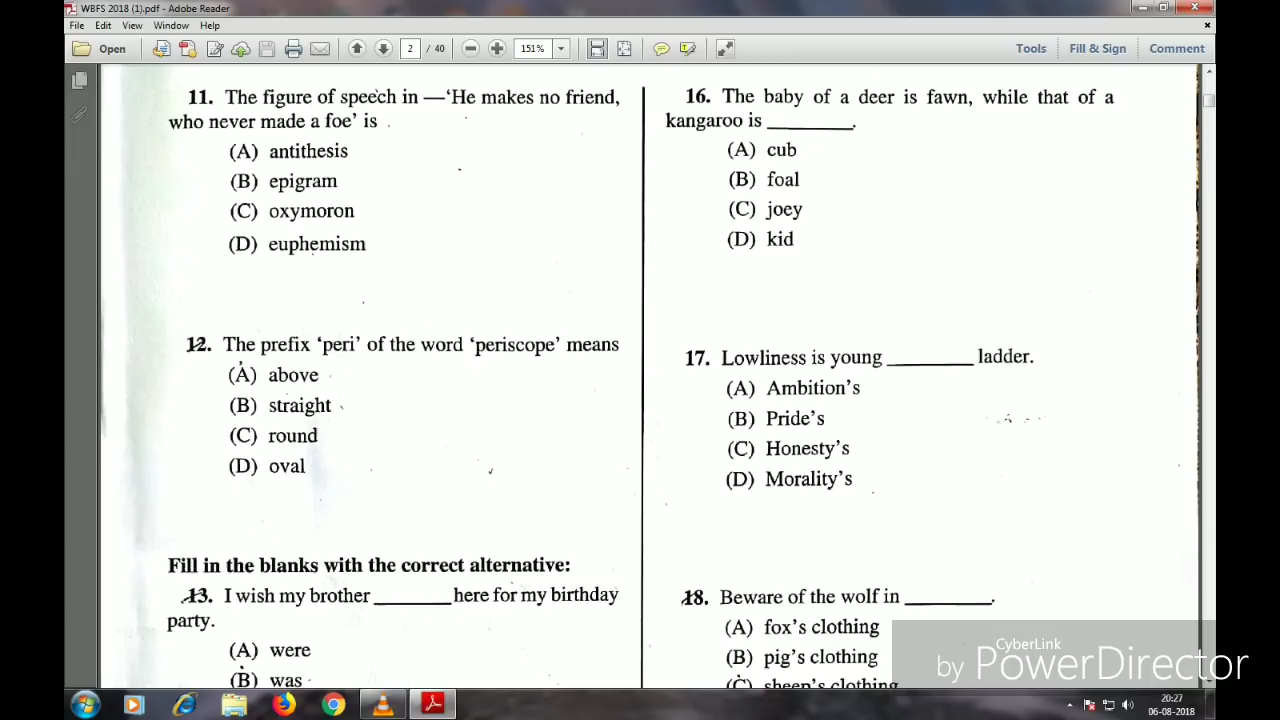 WBFS 2018 (1).pdf - Adobe Reader
File Edit View Window Help
Open 2 / 40 151% Tools Fill & Sign Comment
11. The figure of speech in —'He makes no friend,
who never made a foe' is
(A) antithesis
(B) epigram
(C) oxymoron
(D) euphemism
12. The prefix 'peri' of the word 'periscope' means
(A) above
(B) straight
(C) round
(D) oval
Fill in the blanks with the correct alternative:
13. I wish my brother ________ here for my birthday
party.
(A) were
(B) was
16. The baby of a deer is fawn, while that of a
kangaroo is _________.
(A) cub
(B) foal
(C) joey
(D) kid
17. Lowliness is young _________ ladder.
(A) Ambition's
(B) Pride's
(C) Honesty's
(D) Morality's
18. Beware of the wolf in _________.
(A) fox's clothing
(B) pig's clothing
(C) sheep's clothing
CyberLink
by PowerDirector
20:27
06-08-2018